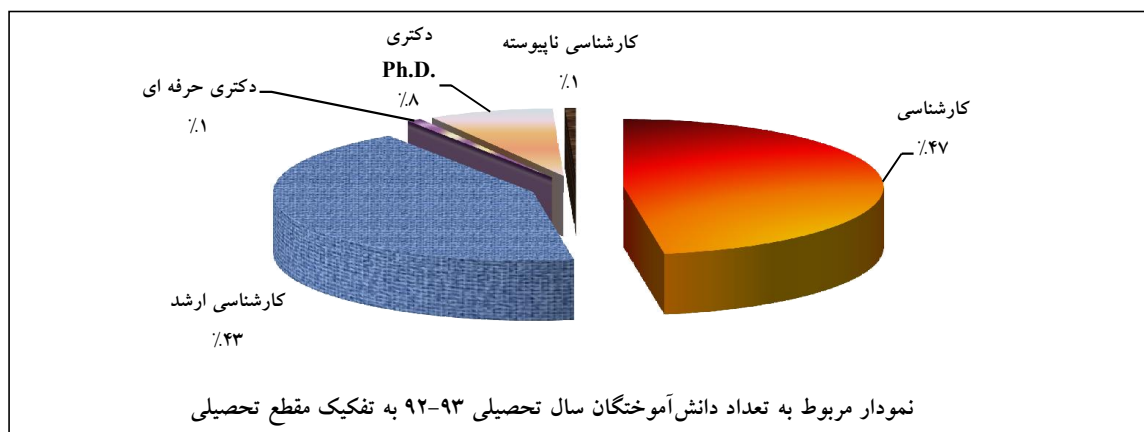 کارشناسی ناپیوسته
٪۱
دکتری
Ph.D.
٪۸
دکتری حرفه ای
٪۱
کارشناسی
٪۴۷
کارشناسی ارشد
٪۴۳
نمودار مربوط به تعداد دانش‌آموختگان سال تحصیلی ۹۳-۹۲ به تفکیک مقطع تحصیلی